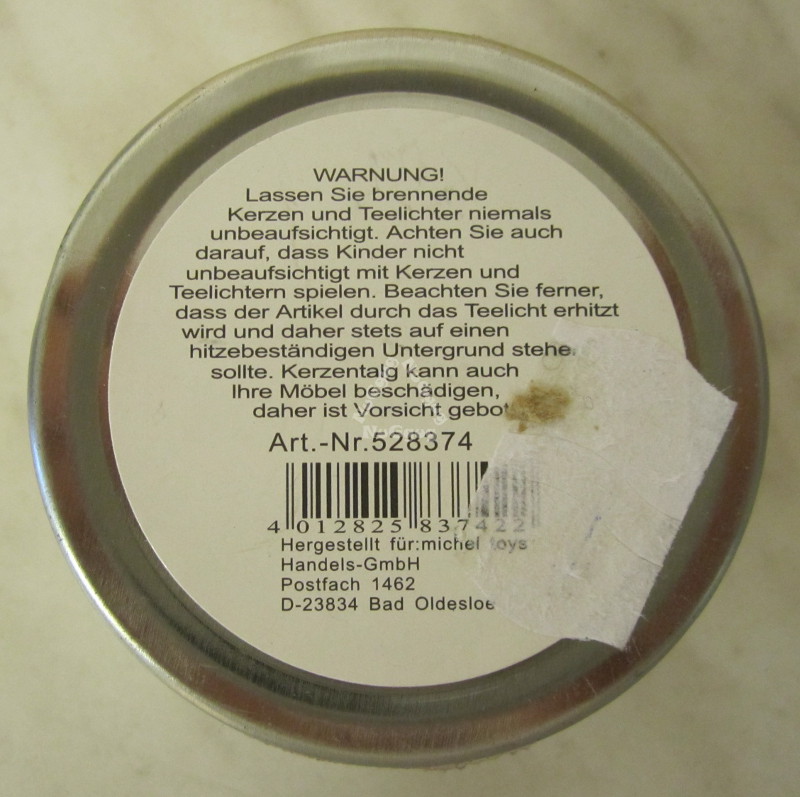 WARNUNG!
Lassen Sie brennende
Kerzen und Teelichter niemals
unbeaufsichtigt. Achten Sie auch
darauf, dass Kinder nicht
unbeaufsichtigt mit Kerzen und
Teelichtern spielen. Beachten Sie ferner,
dass der Artikel durch das Teelicht erhitzt
wird und daher stets auf einen
hitzebeständigen Untergrund stehe
sollte. Kerzentalg kann auch
Ihre Möbel beschädigen,
daher ist Vorsicht gebot
Art.-Nr.528374
4 012825 837422
Hergestellt für:michel toys
Handels-GmbH
Postfach 1462
D-23834 Bad Oldesloe